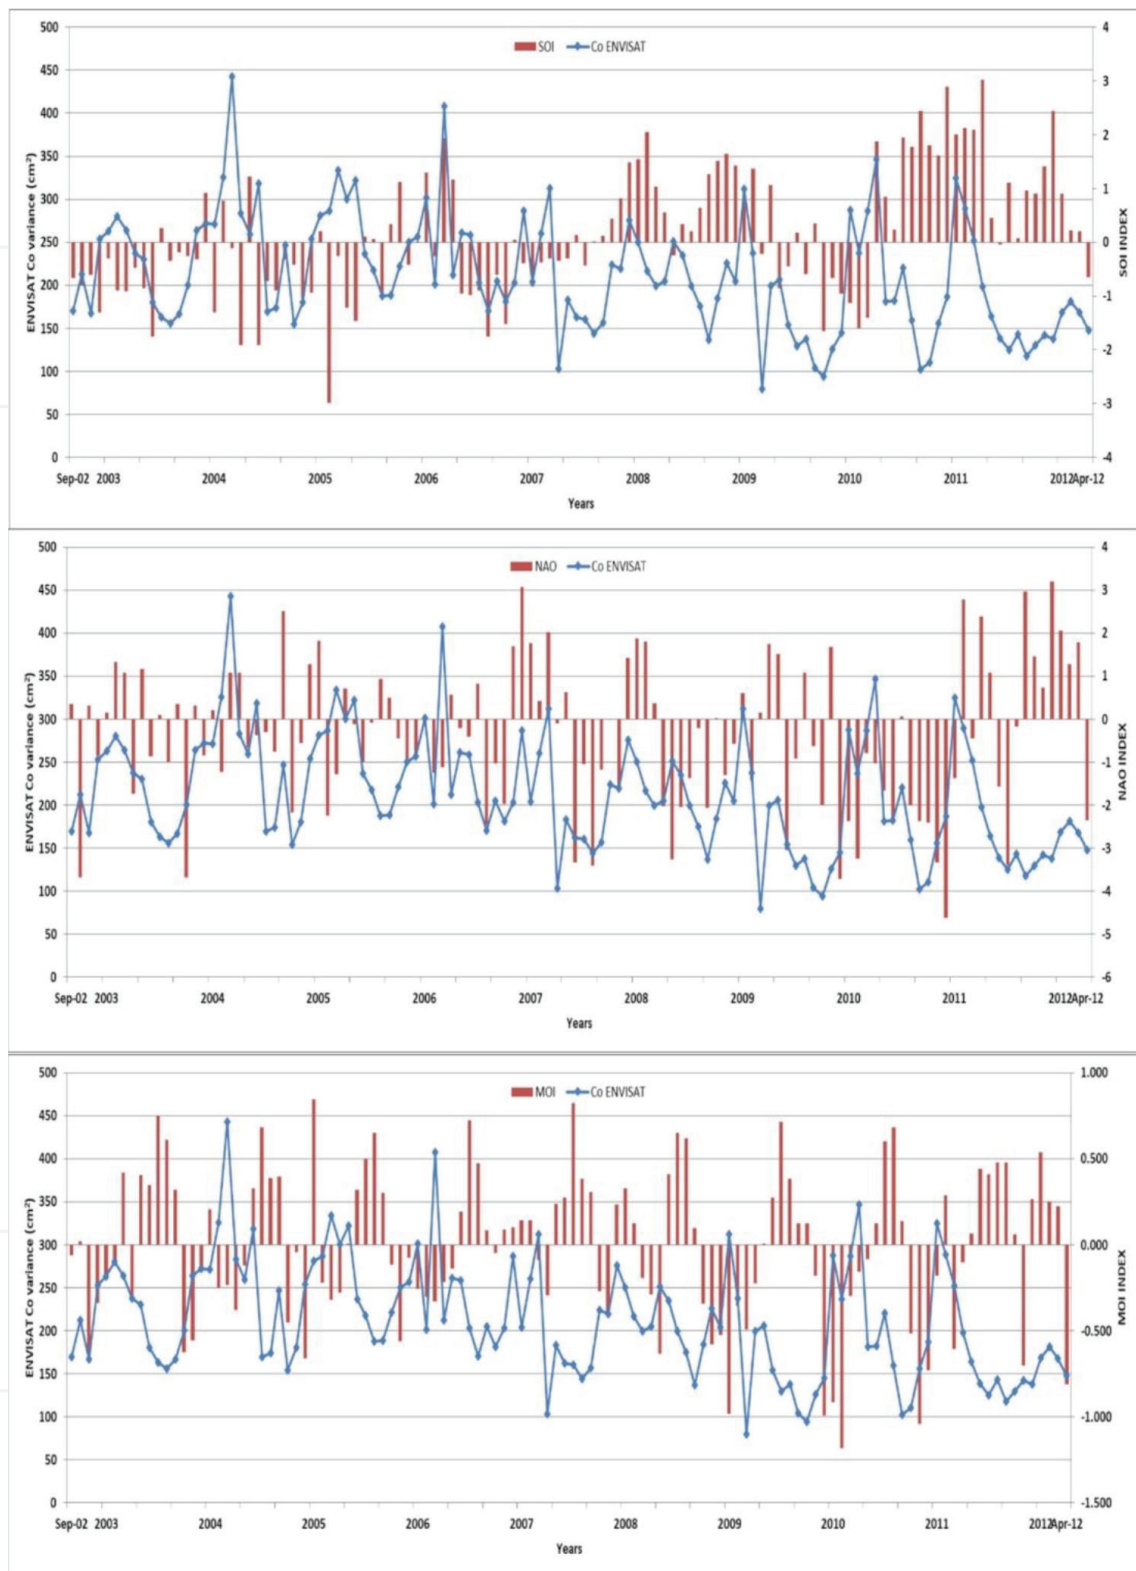 500 4
SOI Co ENVISAT
450 3
400
350 2
300 1
250 0
200 -1
150 -2
100 -3
50
0 -4
ENVISAT Co variance (cm²)
SOI INDEX
Sep-02 2003 2004 2005 2006 2007 2008 2009 2010 2011 2012 Apr-12
Years
500 4
NAO Co ENVISAT
450 3
400 2
350 1
300 0
250 -1
200 -2
150 -3
100 -4
50 -5
0 -6
ENVISAT Co variance (cm²)
NAO INDEX
Sep-02 2003 2004 2005 2006 2007 2008 2009 2010 2011 2012 Apr-12
Years
500 1.000
MOI Co ENVISAT
450
400 0.500
350
300 0.000
250
200 -0.500
150
100 -1.000
50
0 -1.500
ENVISAT Co variance (cm²)
MOI INDEX
Sep-02 2003 2004 2005 2006 2007 2008 2009 2010 2011 2012 Apr-12
Years